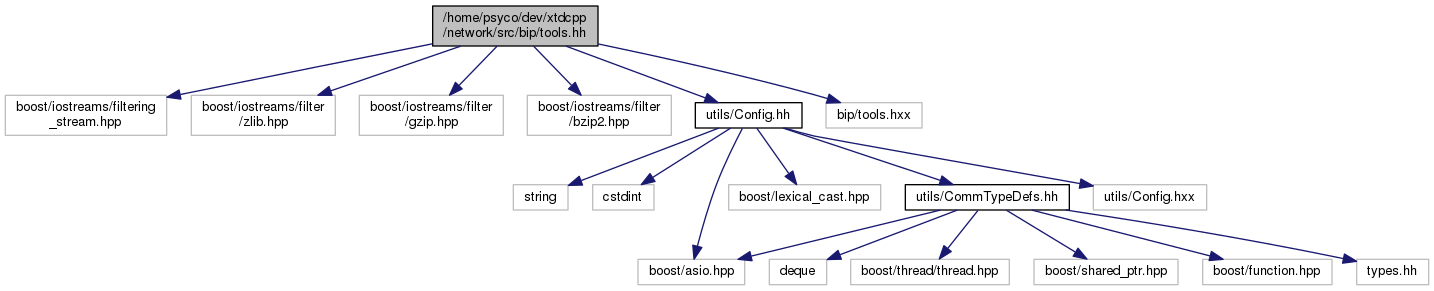 /home/psyco/dev/xtdcpp
/network/src/bip/tools.hh
boost/iostreams/filtering
_stream.hpp
boost/iostreams/filter
/zlib.hpp
boost/iostreams/filter
/gzip.hpp
boost/iostreams/filter
/bzip2.hpp
utils/Config.hh
bip/tools.hxx
string
cstdint
boost/lexical_cast.hpp
utils/CommTypeDefs.hh
utils/Config.hxx
boost/asio.hpp
deque
boost/thread/thread.hpp
boost/shared_ptr.hpp
boost/function.hpp
types.hh